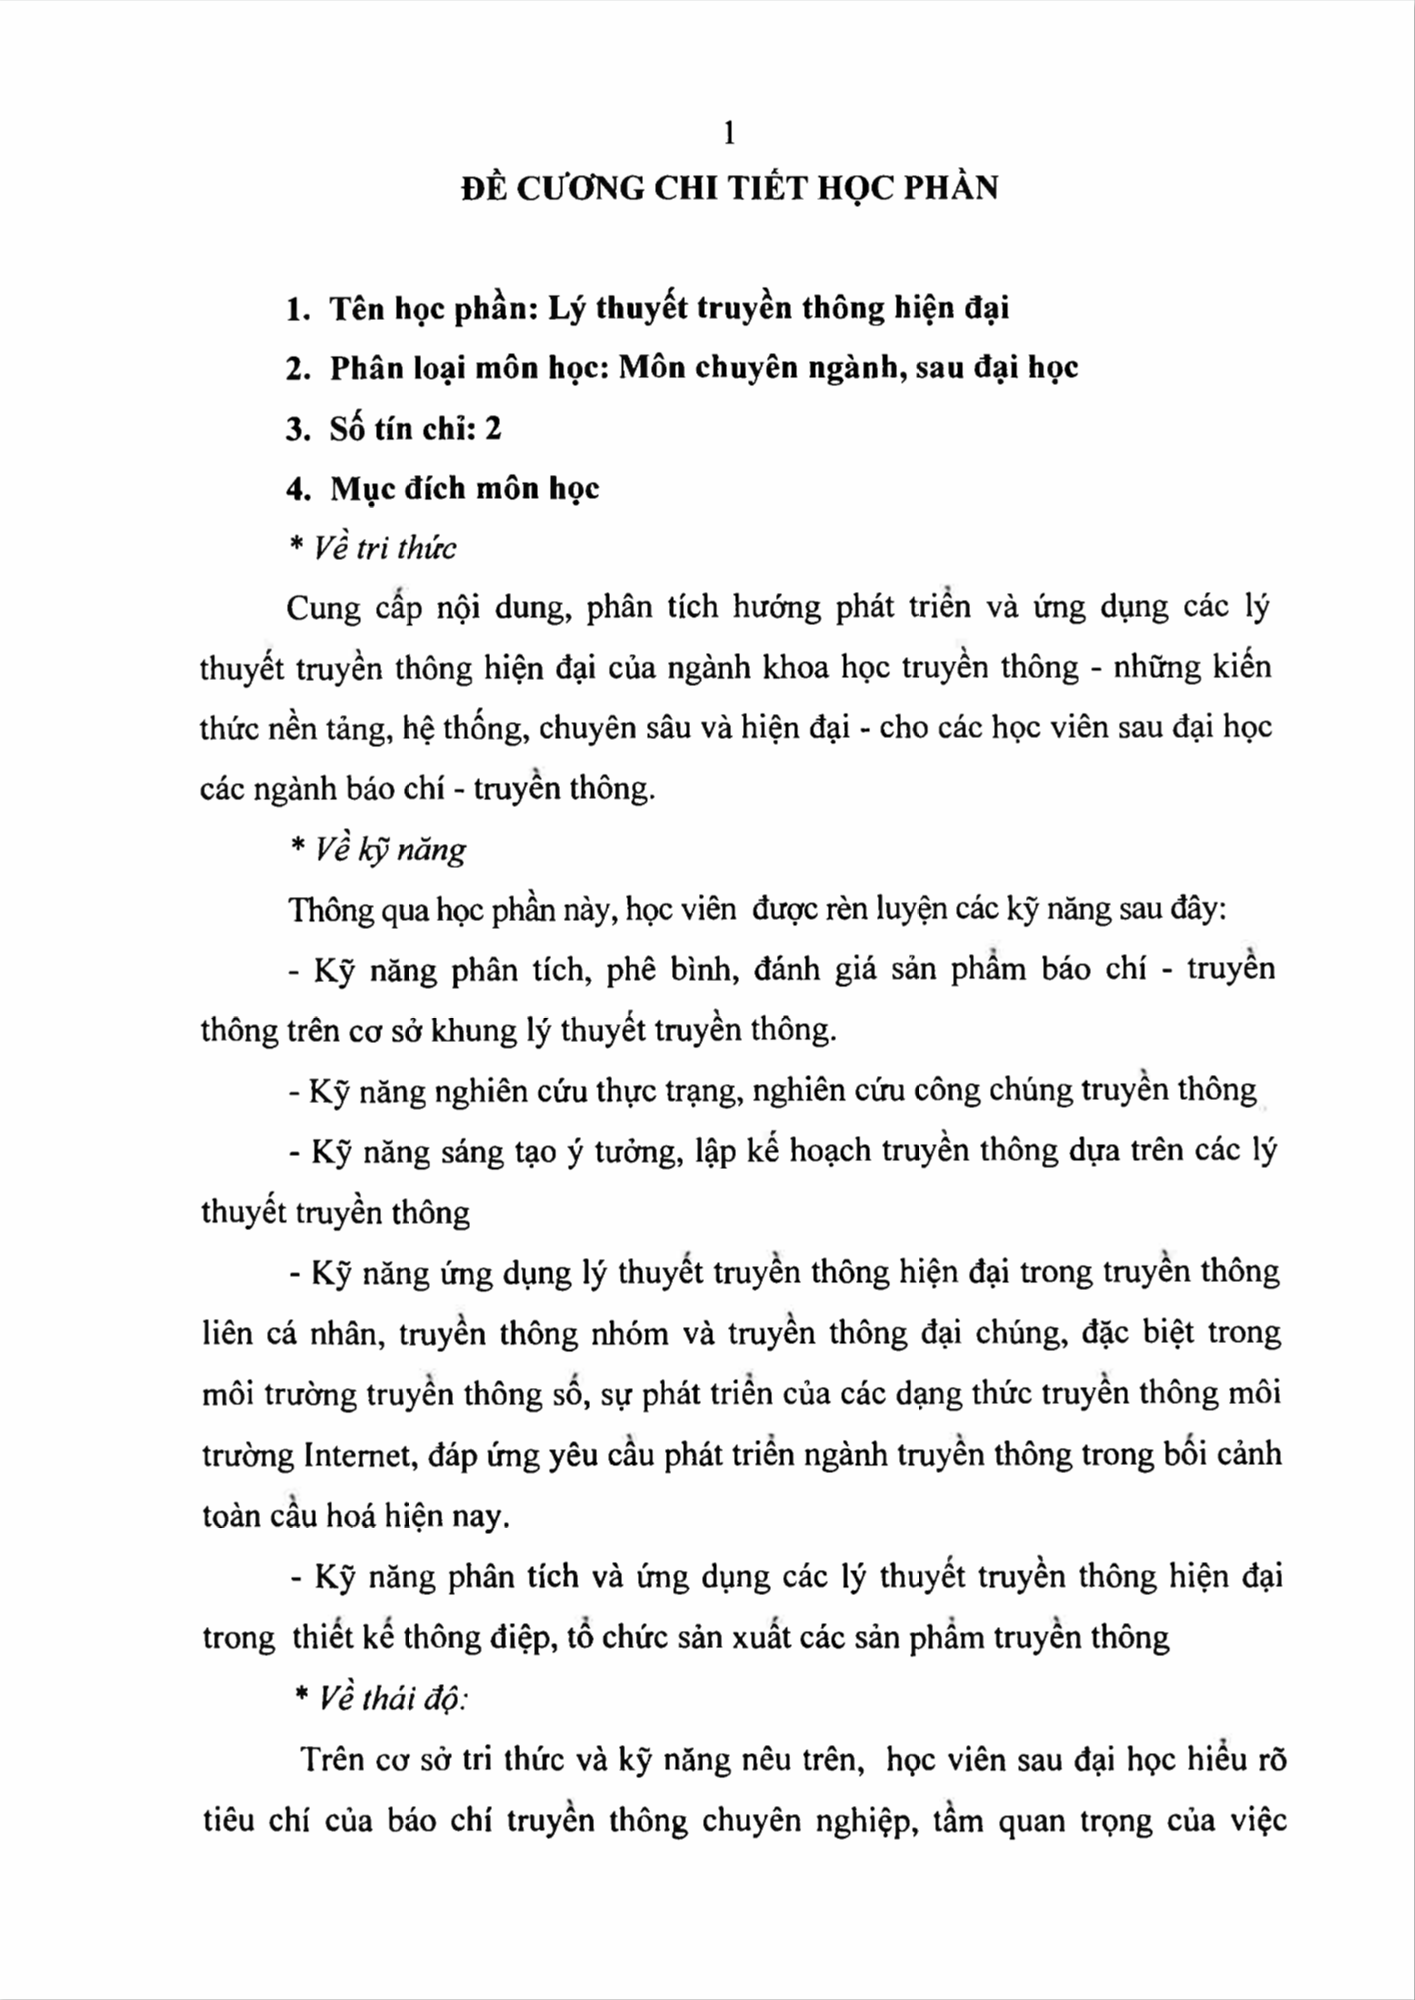 1
ĐỀ CƯƠNG CHI TIẾT HỌC PHẦN
1. Tên học phần: Lý thuyết truyền thông hiện đại
2. Phân loại môn học: Môn chuyên ngành, sau đại học
3. Số tín chỉ: 2
4. Mục đích môn học
* Về tri thức
Cung cấp nội dung, phân tích hướng phát triển và ứng dụng các lý
thuyết truyền thông hiện đại của ngành khoa học truyền thông - những kiến
thức nền tảng, hệ thống, chuyên sâu và hiện đại - cho các học viên sau đại học
các ngành báo chí - truyền thông.
* Về kỹ năng
Thông qua học phần này, học viên được rèn luyện các kỹ năng sau đây:
- Kỹ năng phân tích, phê bình, đánh giá sản phẩm báo chí - truyền
thông trên cơ sở khung lý thuyết truyền thông.
- Kỹ năng nghiên cứu thực trạng, nghiên cứu công chúng truyền thông
- Kỹ năng sáng tạo ý tưởng, lập kế hoạch truyền thông dựa trên các lý
thuyết truyền thông
- Kỹ năng ứng dụng lý thuyết truyền thông hiện đại trong truyền thông
liên cá nhân, truyền thông nhóm và truyền thông đại chúng, đặc biệt trong
môi trường truyền thông số, sự phát triển của các dạng thức truyền thông môi
trường Internet, đáp ứng yêu cầu phát triển ngành truyền thông trong bối cảnh
toàn cầu hoá hiện nay.
- Kỹ năng phân tích và ứng dụng các lý thuyết truyền thông hiện đại
trong thiết kế thông điệp, tổ chức sản xuất các sản phẩm truyền thông
* Về thái độ:
Trên cơ sở tri thức và kỹ năng nêu trên, học viên sau đại học hiểu rõ
tiêu chí của báo chí truyền thông chuyên nghiệp, tầm quan trọng của việc